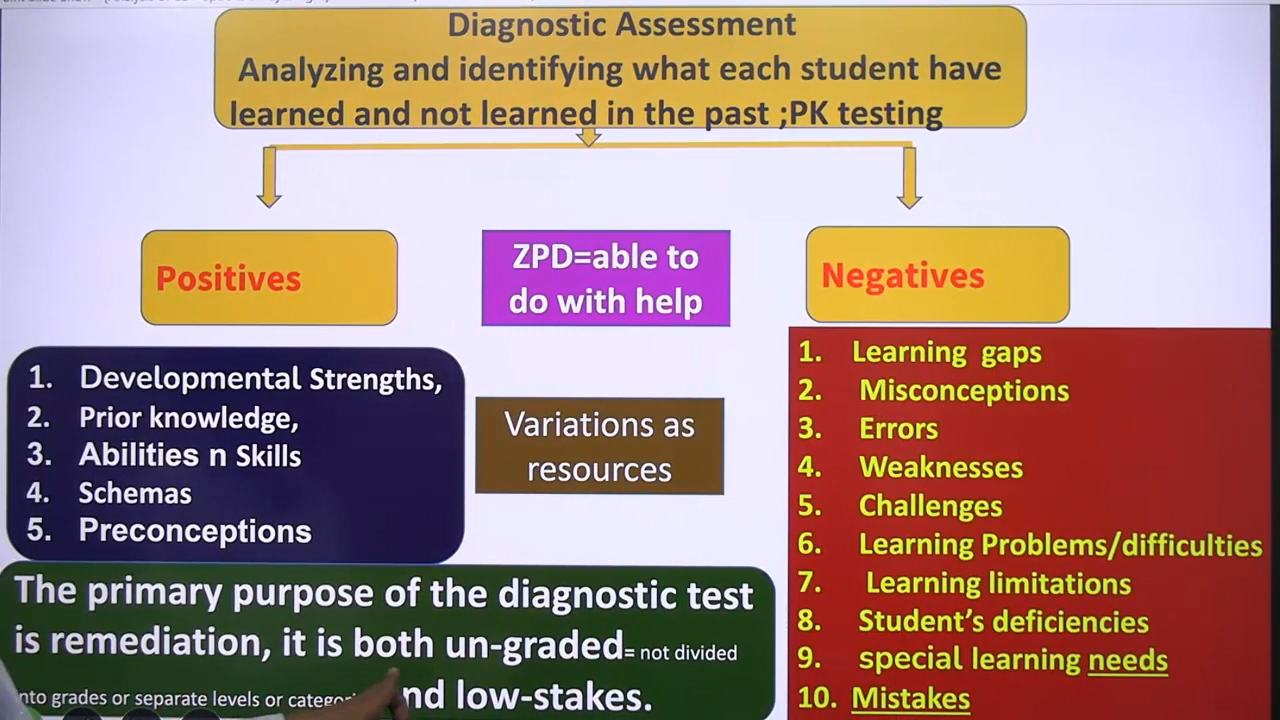 Diagnostic Assessment
Analyzing and identifying what each student have
learned and not learned in the past ;PK testing
Positives
ZPD=able to
do with help
Negatives
1. Developmental Strengths,
2. Prior knowledge,
3. Abilities n Skills
4. Schemas
5. Preconceptions
Variations as
resources
1. Learning gaps
2. Misconceptions
3. Errors
4. Weaknesses
5. Challenges
6. Learning Problems/difficulties
7. Learning limitations
8. Student's deficiencies
9. special learning needs
10. Mistakes
The primary purpose of the diagnostic test
is remediation, it is both un-graded= not divided
grades or separate levels or low-stakes.